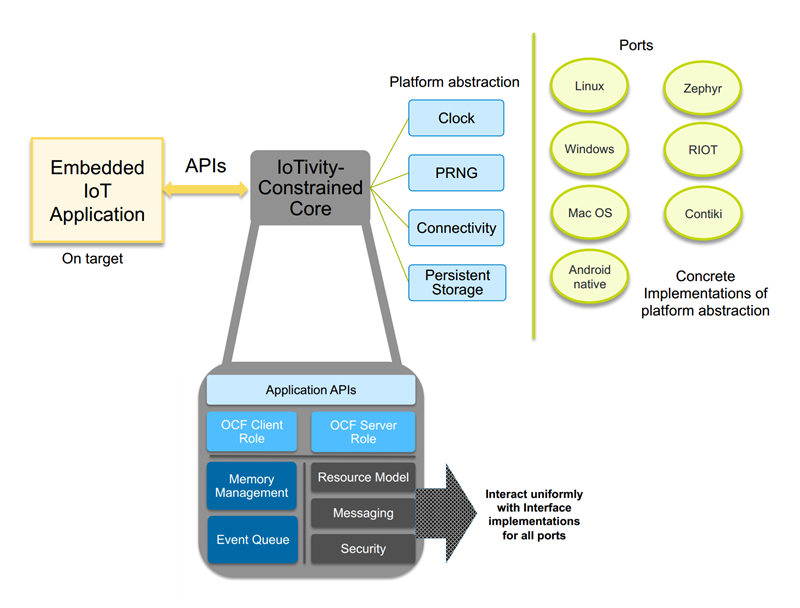 Embedded
IoT
Application
On target
APIs
IoTivity-
Constrained
Core
Platform abstraction
Clock
PRNG
Connectivity
Persistent
Storage
Ports
Linux
Zephyr
Windows
RIOT
Mac OS
Contiki
Android
native
Concrete
Implementations of
platform abstraction
Application APIs
OCF Client
Role
OCF Server
Role
Memory
Management
Event Queue
Resource Model
Messaging
Security
Interact uniformly
with Interface
implementations
for all ports